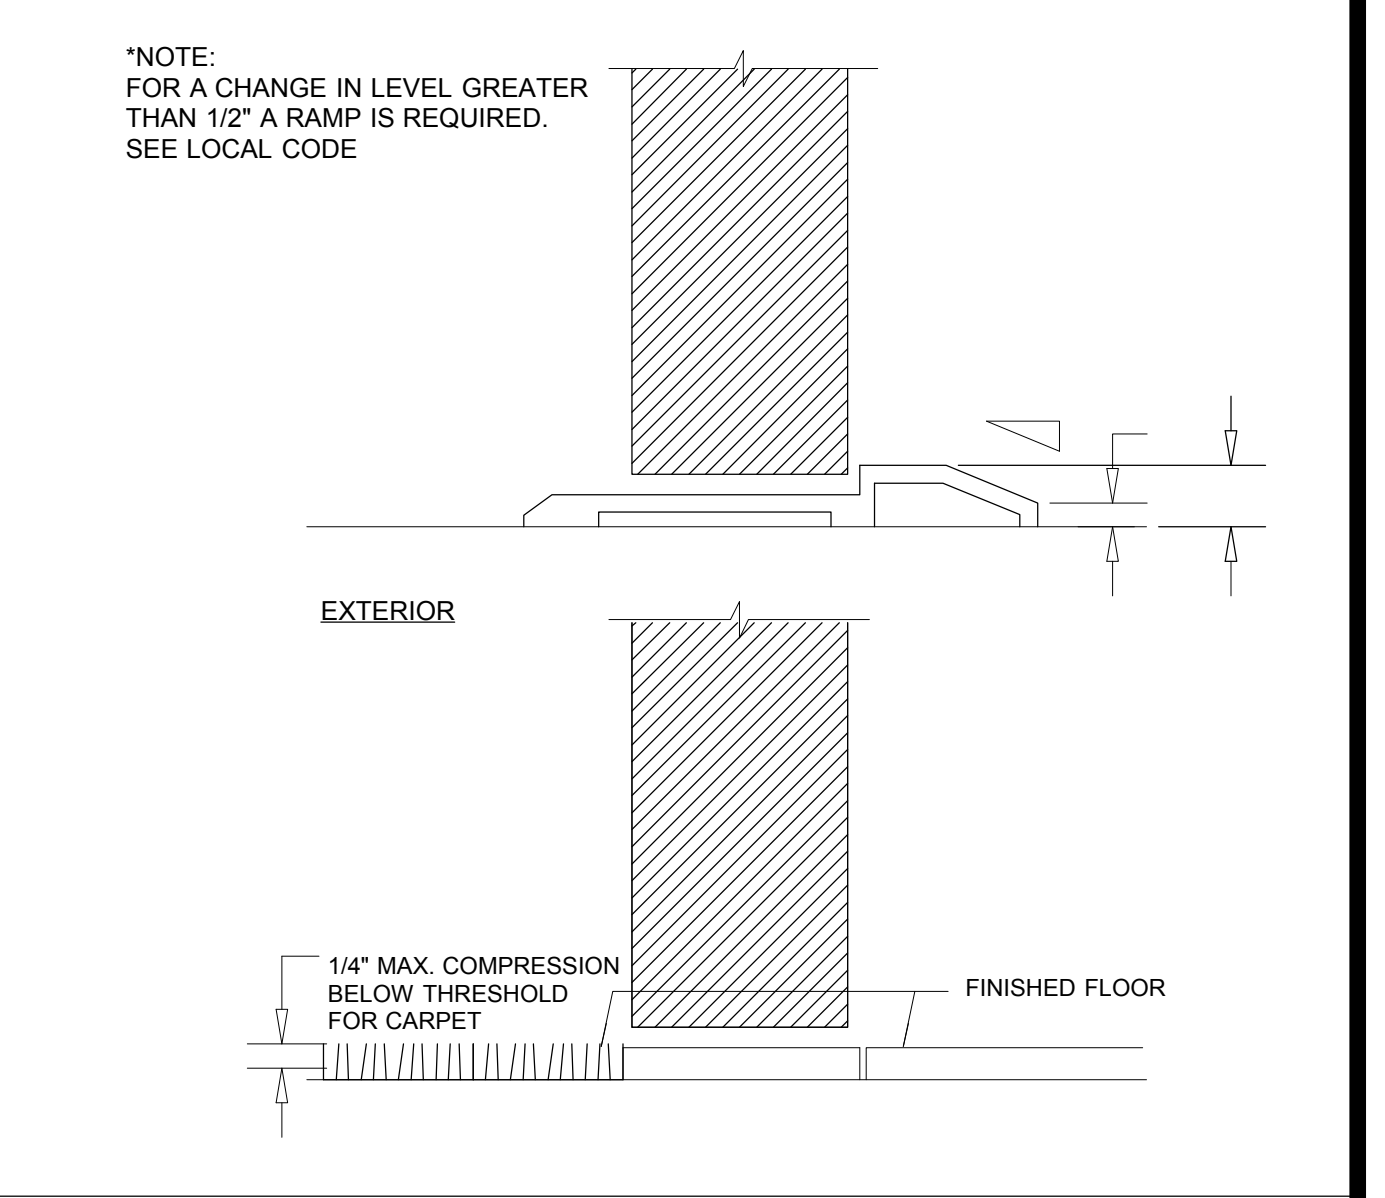 *NOTE:
FOR A CHANGE IN LEVEL GREATER
THAN 1/2" A RAMP IS REQUIRED.
SEE LOCAL CODE
EXTERIOR
1/4" MAX. COMPRESSION
BELOW THRESHOLD
FOR CARPET
FINISHED FLOOR